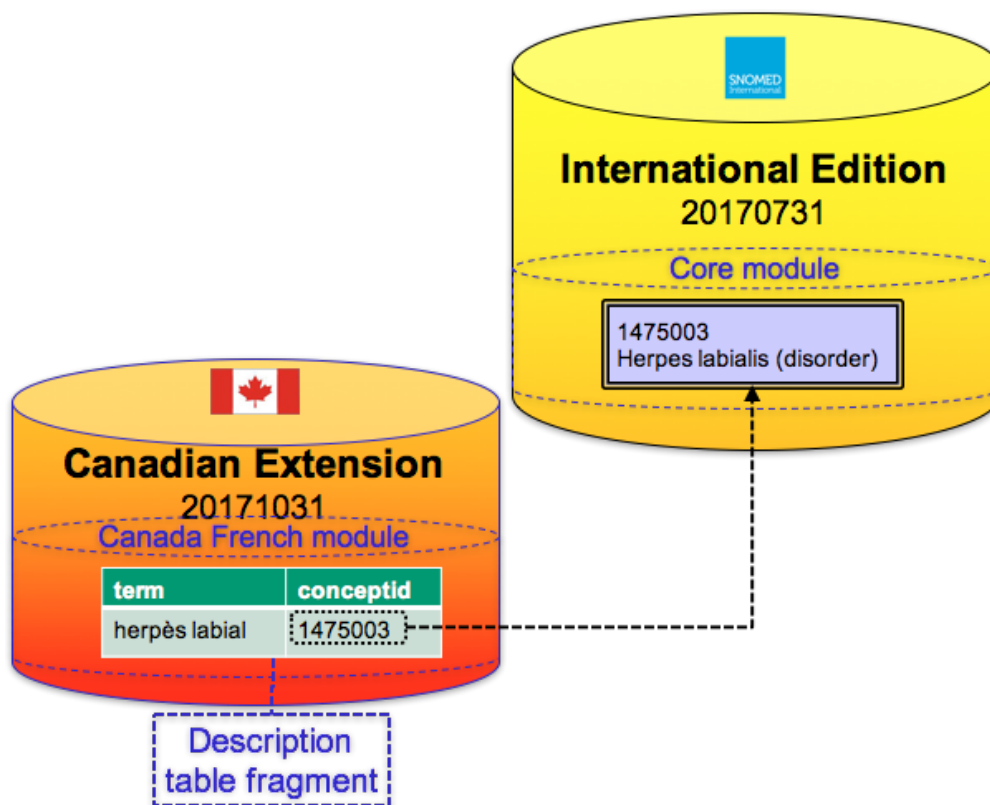 SNOMED
International
International Edition
20170731
Core module
1475003
Herpes labialis (disorder)
Canadian Extension
20171031
Canada French module
term conceptid
herpès labial 1475003
Description
table fragment